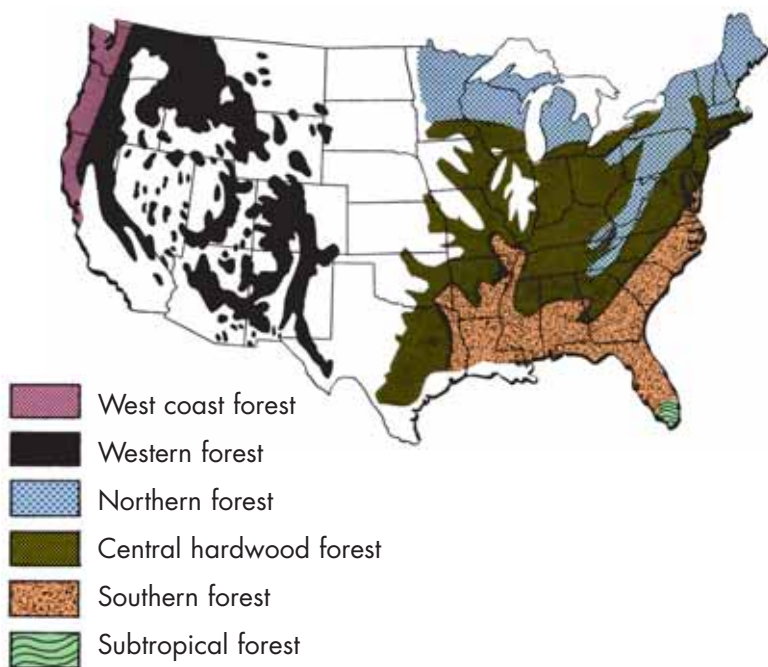 West coast forest
Western forest
Northern forest
Central hardwood forest
Southern forest
Subtropical forest